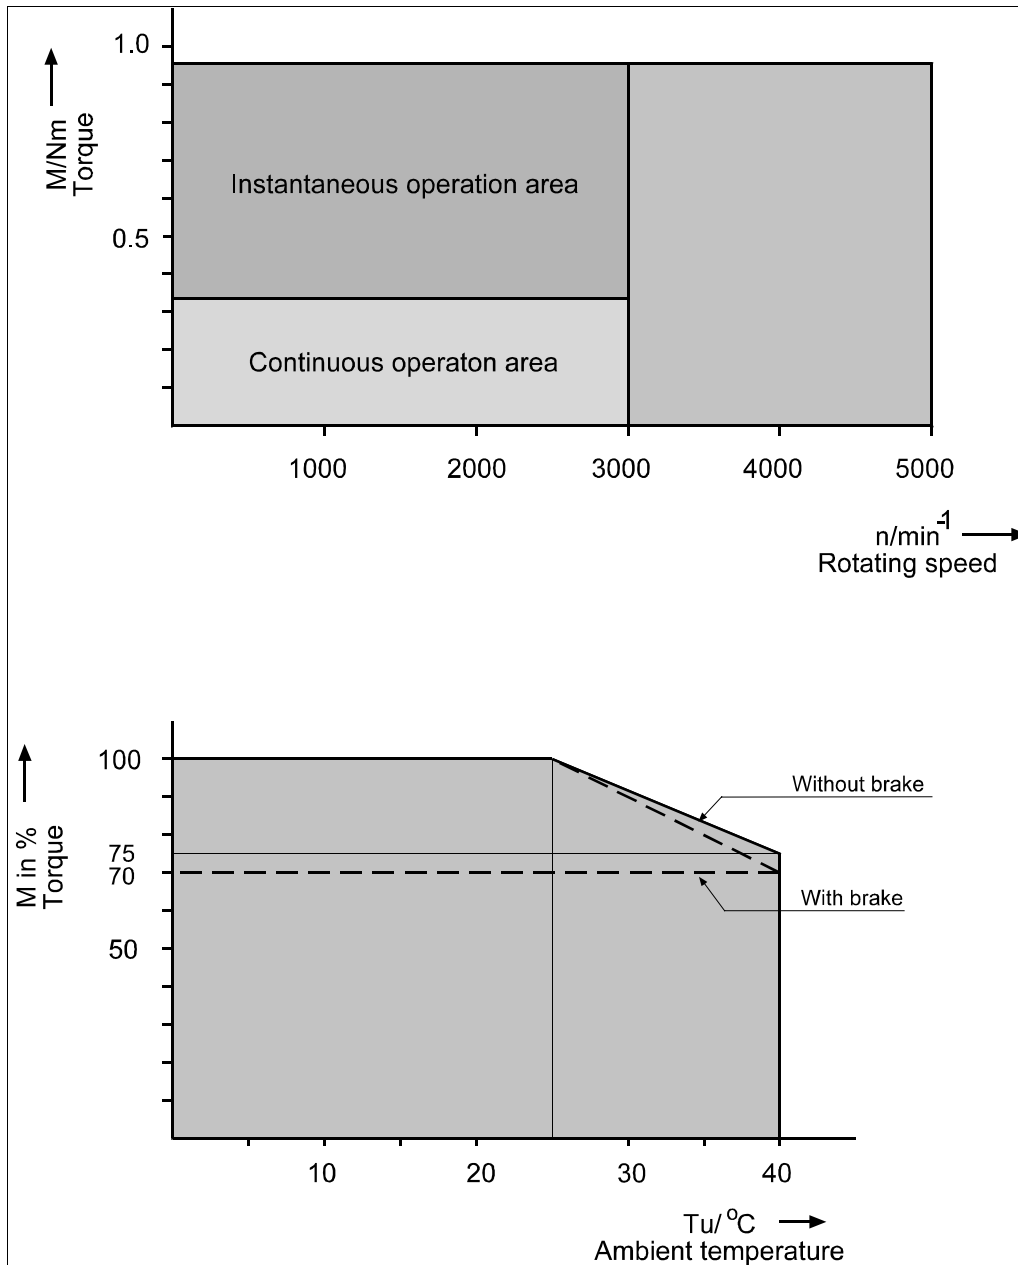 1.0
M/Nm
Torque
Instantaneous operation area
0.5
Continuous operaton area
1000 2000 3000 4000 5000
n/min-1
Rotating speed
100
M in %
Torque
Without brake
75
70
With brake
50
10 20 30 40
Tu/ °C
Ambient temperature